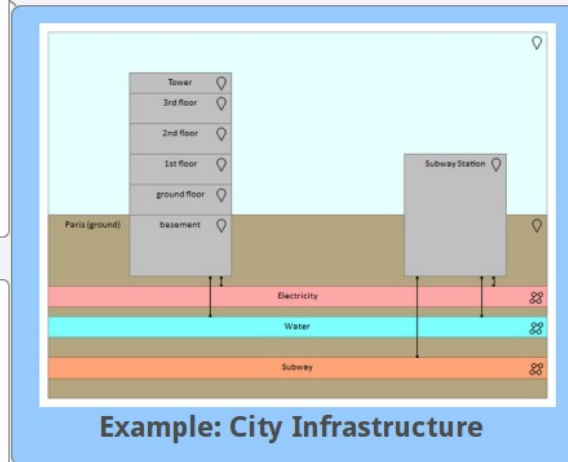 Tower
3rd floor
2nd floor
1st floor
Subway Station
ground floor
Paris (ground)
basement
Electricity
Water
Subway
Example: City Infrastructure